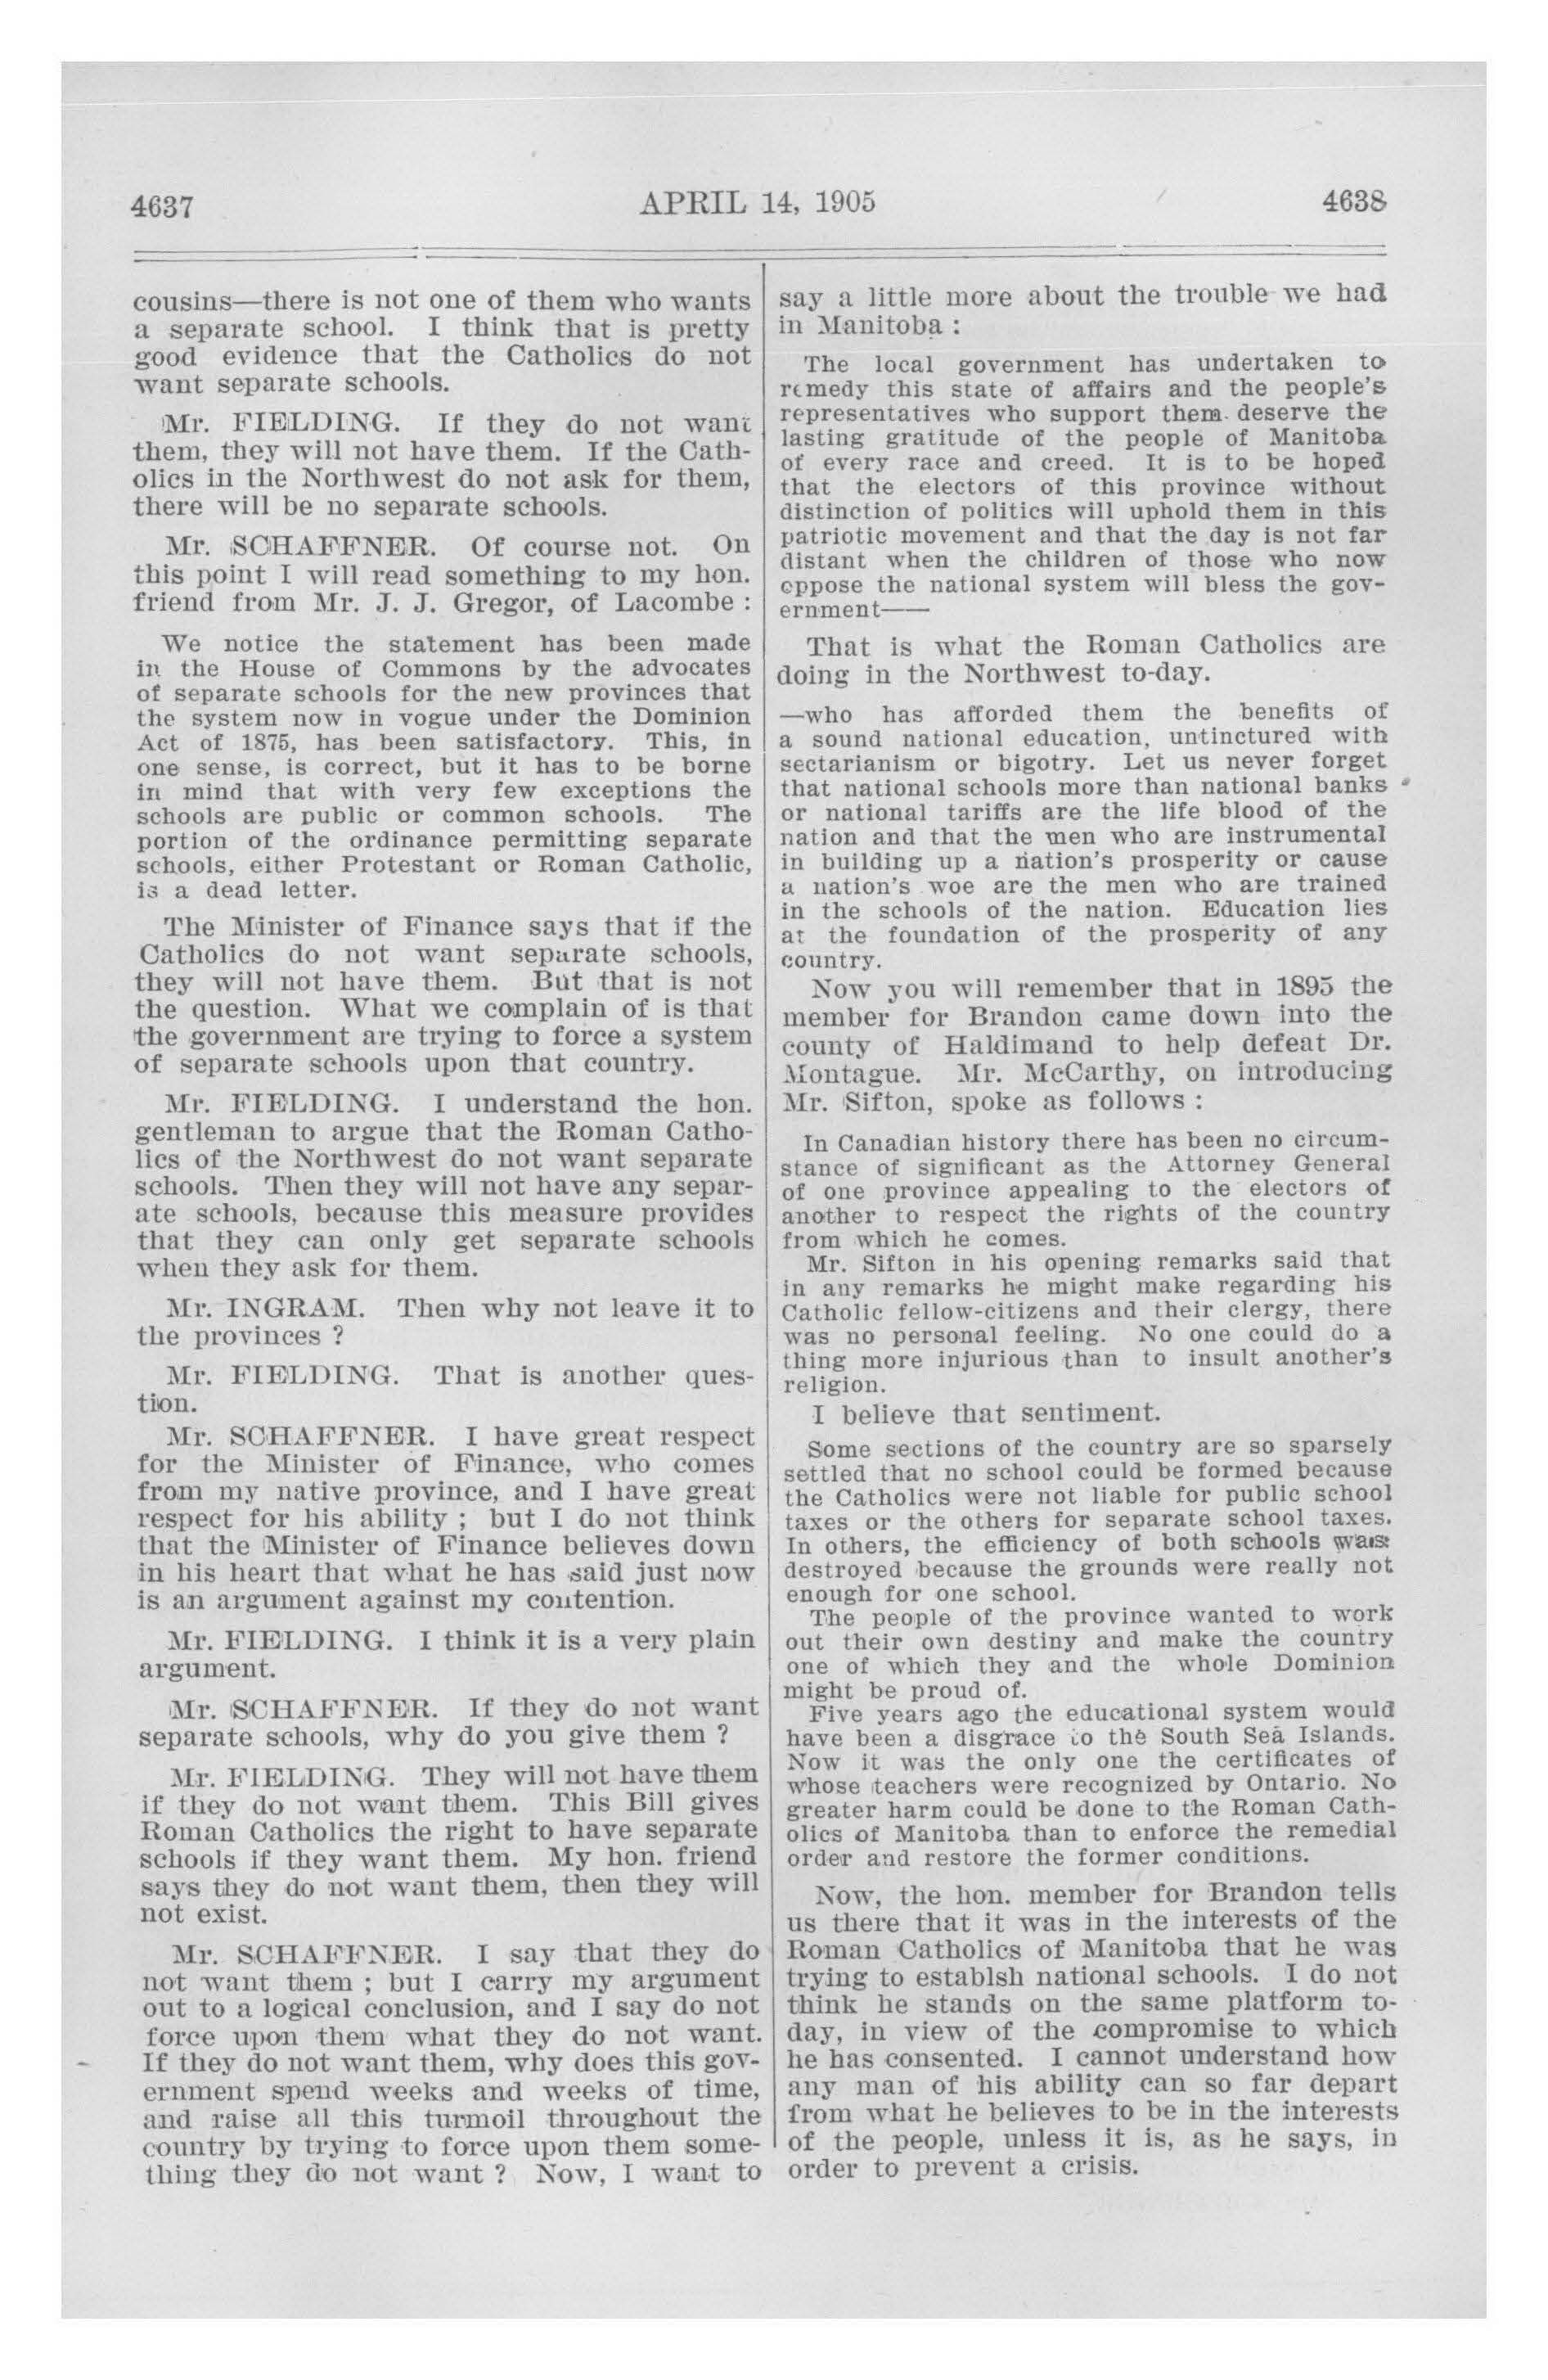 4637
APRIL 14, 1905
4638
cousins—there is not one of them who wants
a separate school. I think that is pretty
good evidence that the Catholics do not
want separate schools.
Mr. FIELDING. If they do not want
them, they will not have them. If the Cath-
olics in the Northwest do not ask for them,
there will be no separate schools.
Mr. SCHAFFNER. Of course not. On
this point I will read something to my hon.
friend from Mr. J. J. Gregor, of Lacombe :
We notice the statement has been made
in the House of Commons by the advocates
of separate schools for the new provinces that
the system now in vogue under the Dominion
Act of 1875, has been satisfactory. This, in
one sense, is correct, but it has to be borne
in mind that with very few exceptions the
schools are public or common schools. The
portion of the ordinance permitting separate
schools, either Protestant or Roman Catholic,
is a dead letter.
The Minister of Finance says that if the
Catholics do not want separate schools,
they will not have them. But that is not
the question. What we complain of is that
the government are trying to force a system
of separate schools upon that country.
Mr. FIELDING. I understand the hon.
gentleman to argue that the Roman Catho-
lics of the Northwest do not want separate
schools. Then they will not have any separ-
ate schools, because this measure provides
that they can only get separate schools
when they ask for them.
Mr. INGRAM. Then why not leave it to
the provinces ?
Mr. FIELDING. That is another ques-
tion.
Mr. SCHAFFNER. I have great respect
for the Minister of Finance, who comes
from my native province, and I have great
respect for his ability ; but I do not think
that the Minister of Finance believes down
in his heart that what he has said just now
is an argument against my contention.
Mr. FIELDING. I think it is a very plain
argument.
Mr. SCHAFFNER. If they do not want
separate schools, why do you give them ?
Mr. FIELDING. They will not have them
if they do not want them. This Bill gives
Roman Catholics the right to have separate
schools if they want them. My hon. friend
says they do not want them, then they will
not exist.
Mr. SCHAFFNER. I say that they do
not want them ; but I carry my argument
out to a logical conclusion, and I say do not
force upon them what they do not want.
If they do not want them, why does this gov-
ernment spend weeks and weeks of time,
and raise all this turmoil throughout the
country by trying to force upon them some-
thing they do not want ? Now, I want to
say a little more about the trouble we had
in Manitoba :
The local government has undertaken to
remedy this state of affairs and the people's
representatives who support them deserve the
lasting gratitude of the people of Manitoba
of every race and creed. It is to be hoped
that the electors of this province without
distinction of politics will uphold them in this
patriotic movement and that the day is not far
distant when the children of those who now
oppose the national system will bless the gov-
ernment——
That is what the Roman Catholics are
doing in the Northwest to-day.
—who has afforded them the benefits of
a sound national education, untinctured with
sectarianism or bigotry. Let us never forget
that national schools more than national banks
or national tariffs are the life blood of the
nation and that the men who are instrumental
in building up a nation's prosperity or cause
a nation's woe are the men who are trained
in the schools of the nation. Education lies
at the foundation of the prosperity of any
country.
Now you will remember that in 1895 the
member for Brandon came down into the
county of Haldimand to help defeat Dr.
Montague. Mr. McCarthy, on introducing
Mr. Sifton, spoke as follows :
In Canadian history there has been no circum-
stance of significant as the Attorney General
of one province appealing to the electors of
another to respect the rights of the country
from which he comes.
Mr. Sifton in his opening remarks said that
in any remarks he might make regarding his
Catholic fellow-citizens and their clergy, there
was no personal feeling. No one could do a
thing more injurious than to insult another's
religion.
I believe that sentiment.
Some sections of the country are so sparsely
settled that no school could be formed because
the Catholics were not liable for public school
taxes or the others for separate school taxes.
In others, the efficiency of both schools was
destroyed because the grounds were really not
enough for one school.
The people of the province wanted to work
out their own destiny and make the country
one of which they and the whole Dominion
might be proud of.
Five years ago the educational system would
have been a disgrace to the South Sea Islands.
Now it was the only one the certificates of
whose teachers were recognized by Ontario. No
greater harm could be done to the Roman Cath-
olics of Manitoba than to enforce the remedial
order and restore the former conditions.
Now, the hon. member for Brandon tells
us there that it was in the interests of the
Roman Catholics of Manitoba that he was
trying to establsh national schools. I do not
think he stands on the same platform to-
day, in view of the compromise to which
he has consented. I cannot understand how
any man of his ability can so far depart
from what he believes to be in the interests
of the people, unless it is, as he says, in
order to prevent a crisis.